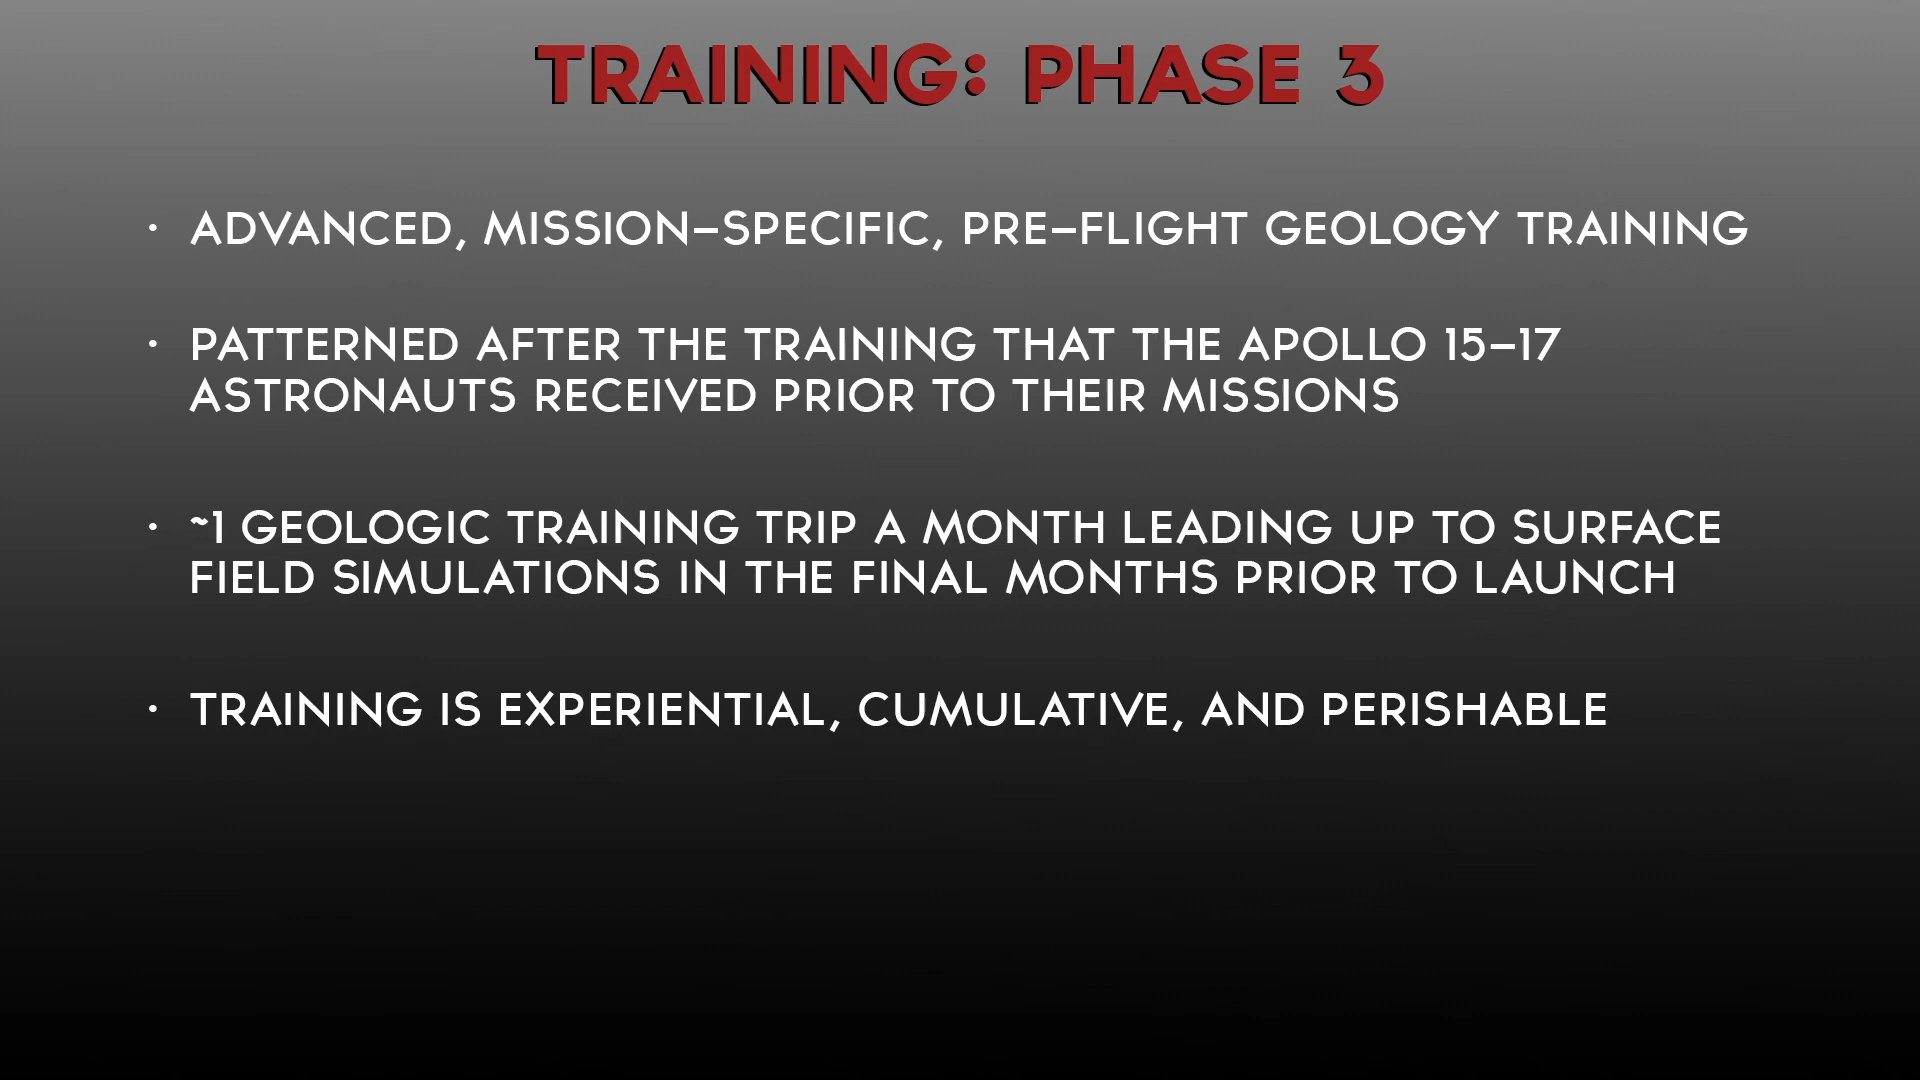 TRAINING: PHASE 3
• ADVANCED, MISSION-SPECIFIC, PRE-FLIGHT GEOLOGY TRAINING
• PATTERNED AFTER THE TRAINING THAT THE APOLLO 15-17
ASTRONAUTS RECEIVED PRIOR TO THEIR MISSIONS
• ~1 GEOLOGIC TRAINING TRIP A MONTH LEADING UP TO SURFACE
FIELD SIMULATIONS IN THE FINAL MONTHS PRIOR TO LAUNCH
• TRAINING IS EXPERIENTIAL, CUMULATIVE, AND PERISHABLE